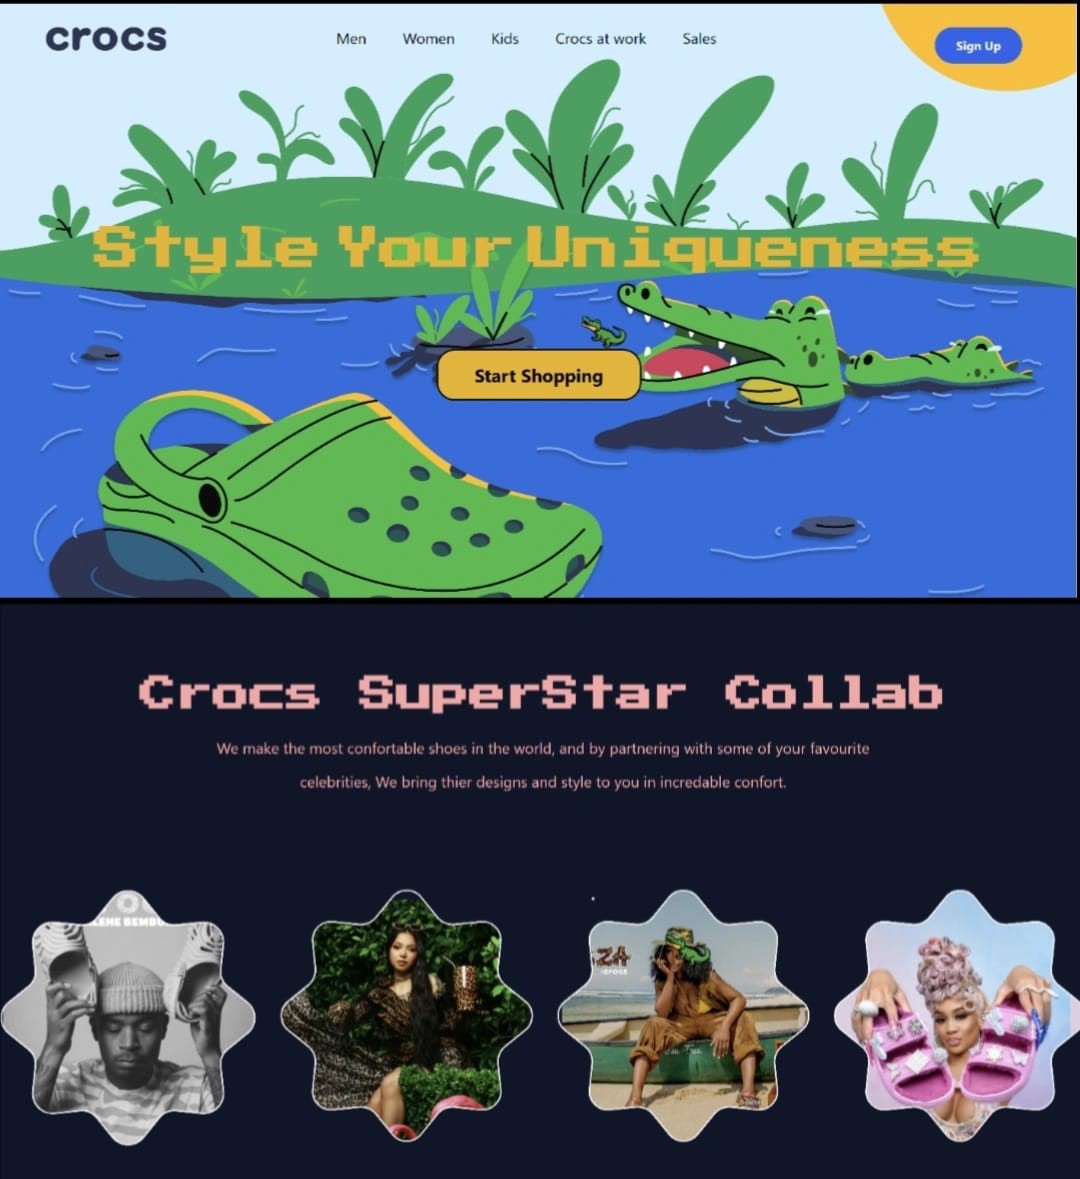 crocs
Men Women Kids Crocs at work Sales
Sign Up
Style Your Uniqueness
Start Shopping
Crocs SuperStar Collab
We make the most confortable shoes in the world, and by partnering with some of your favourite
celebrities, We bring thier designs and style to you in incredable confort.
ZA
crocs